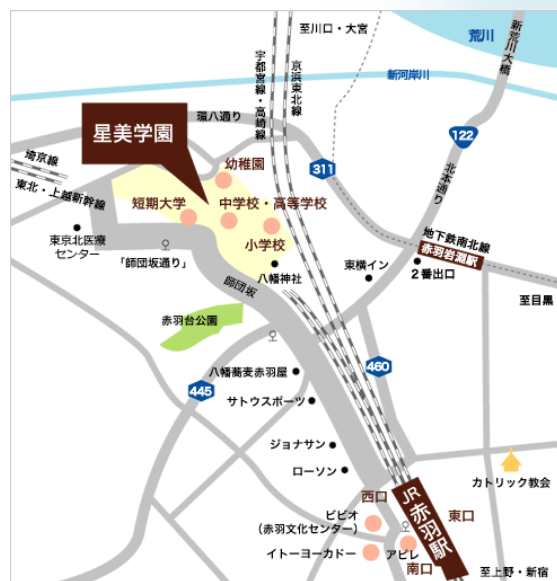 至川口・大宮
荒川
新荒川大橋
新河岸川
宇都宮線・高崎線
京浜東北線
環八通り
星美学園
122
311
北本通り
埼京線
東北・上越新幹線
幼稚園
短期大学
中学校・高等学校
小学校
地下鉄南北線
赤羽岩淵駅
東京北医療
センター
「師団坂通り」
八幡神社
東横イン
2番出口
至目黒
師団坂
赤羽台公園
460
445
八幡蕎麦赤羽屋
サトウスポーツ
ジョナサン
ローソン
カトリック教会
西口
JR赤羽駅
東口
ビビオ
(赤羽文化センター)
イトーヨーカドー
アピレ
南口
至上野・新宿